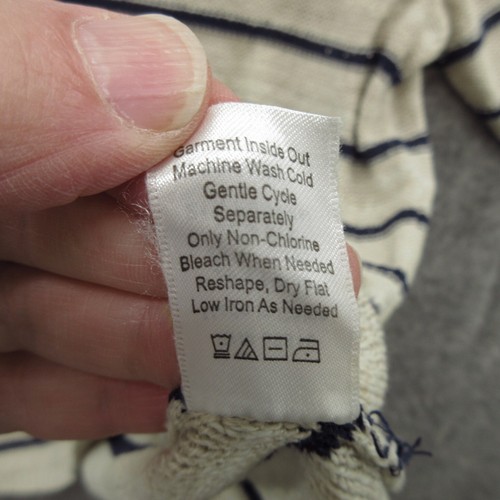 Garment Inside Out
Machine Wash Cold
Gentle Cycle
Separately
Only Non-Chlorine
Bleach When Needed
Reshape, Dry Flat
Low Iron As Needed